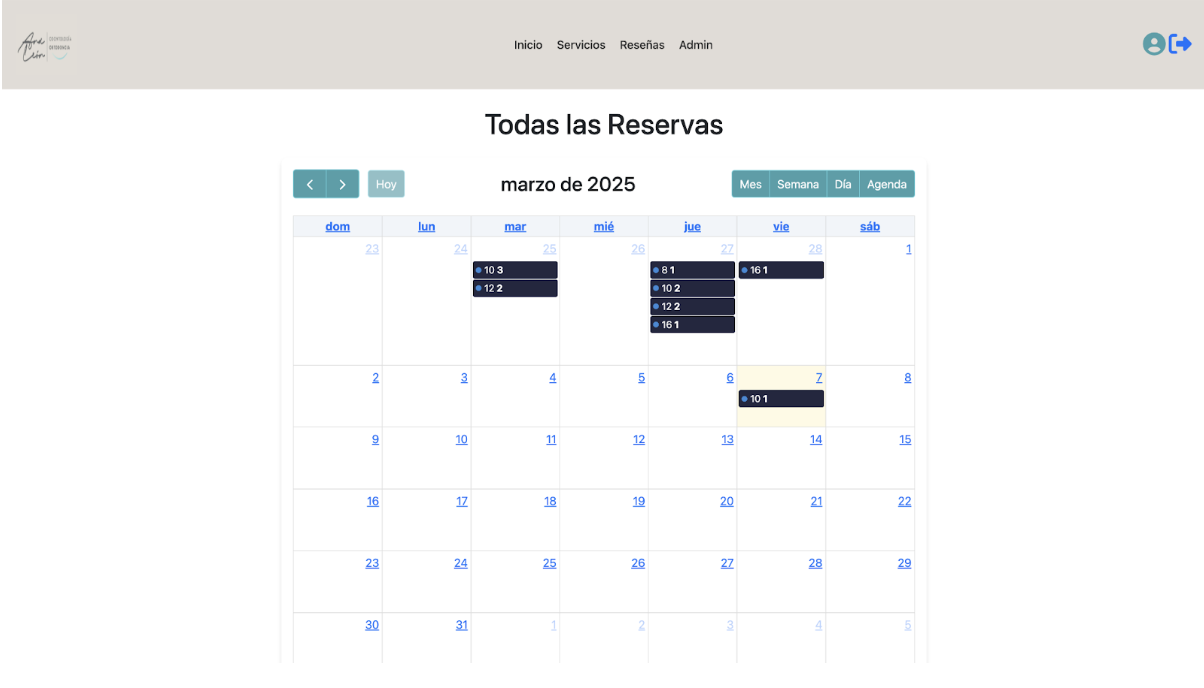 Ana León
Inicio Servicios Reseñas Admin
Todas las Reservas
Hoy marzo de 2025 Mes Semana Día Agenda
dom lun mar mié jue vie sáb
23 24 25 26 27 28 1
10 3 8 1 16 1
12 2 10 2
12 2
16 1
2 3 4 5 6 7 8
10 1
9 10 11 12 13 14 15
16 17 18 19 20 21 22
23 24 25 26 27 28 29
30 31 1 2 3 4 5